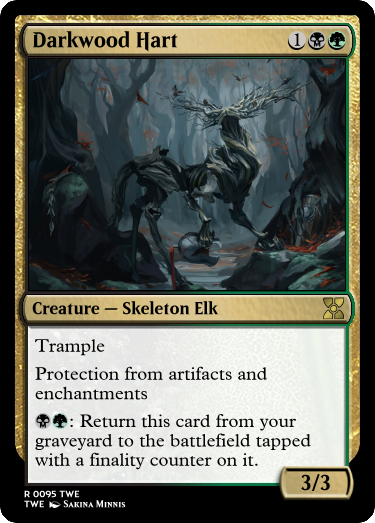 Darkwood Hart 1
Creature — Skeleton Elk
Trample
Protection from artifacts and
enchantments
: Return this card from your
graveyard to the battlefield tapped
with a finality counter on it.
3/3
R 0095 TWE
TWE Sakina Minnis